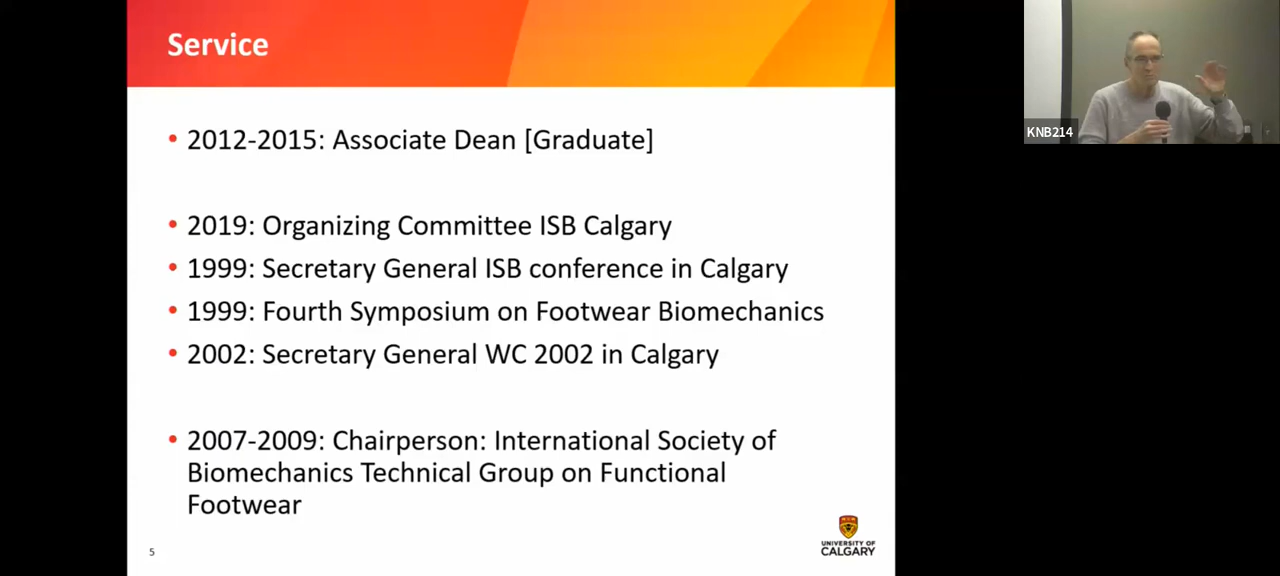 Service
• 2012-2015: Associate Dean [Graduate]
• 2019: Organizing Committee ISB Calgary
• 1999: Secretary General ISB conference in Calgary
• 1999: Fourth Symposium on Footwear Biomechanics
• 2002: Secretary General WC 2002 in Calgary
• 2007-2009: Chairperson: International Society of
Biomechanics Technical Group on Functional
Footwear
5
UNIVERSITY OF
CALGARY
KNB214